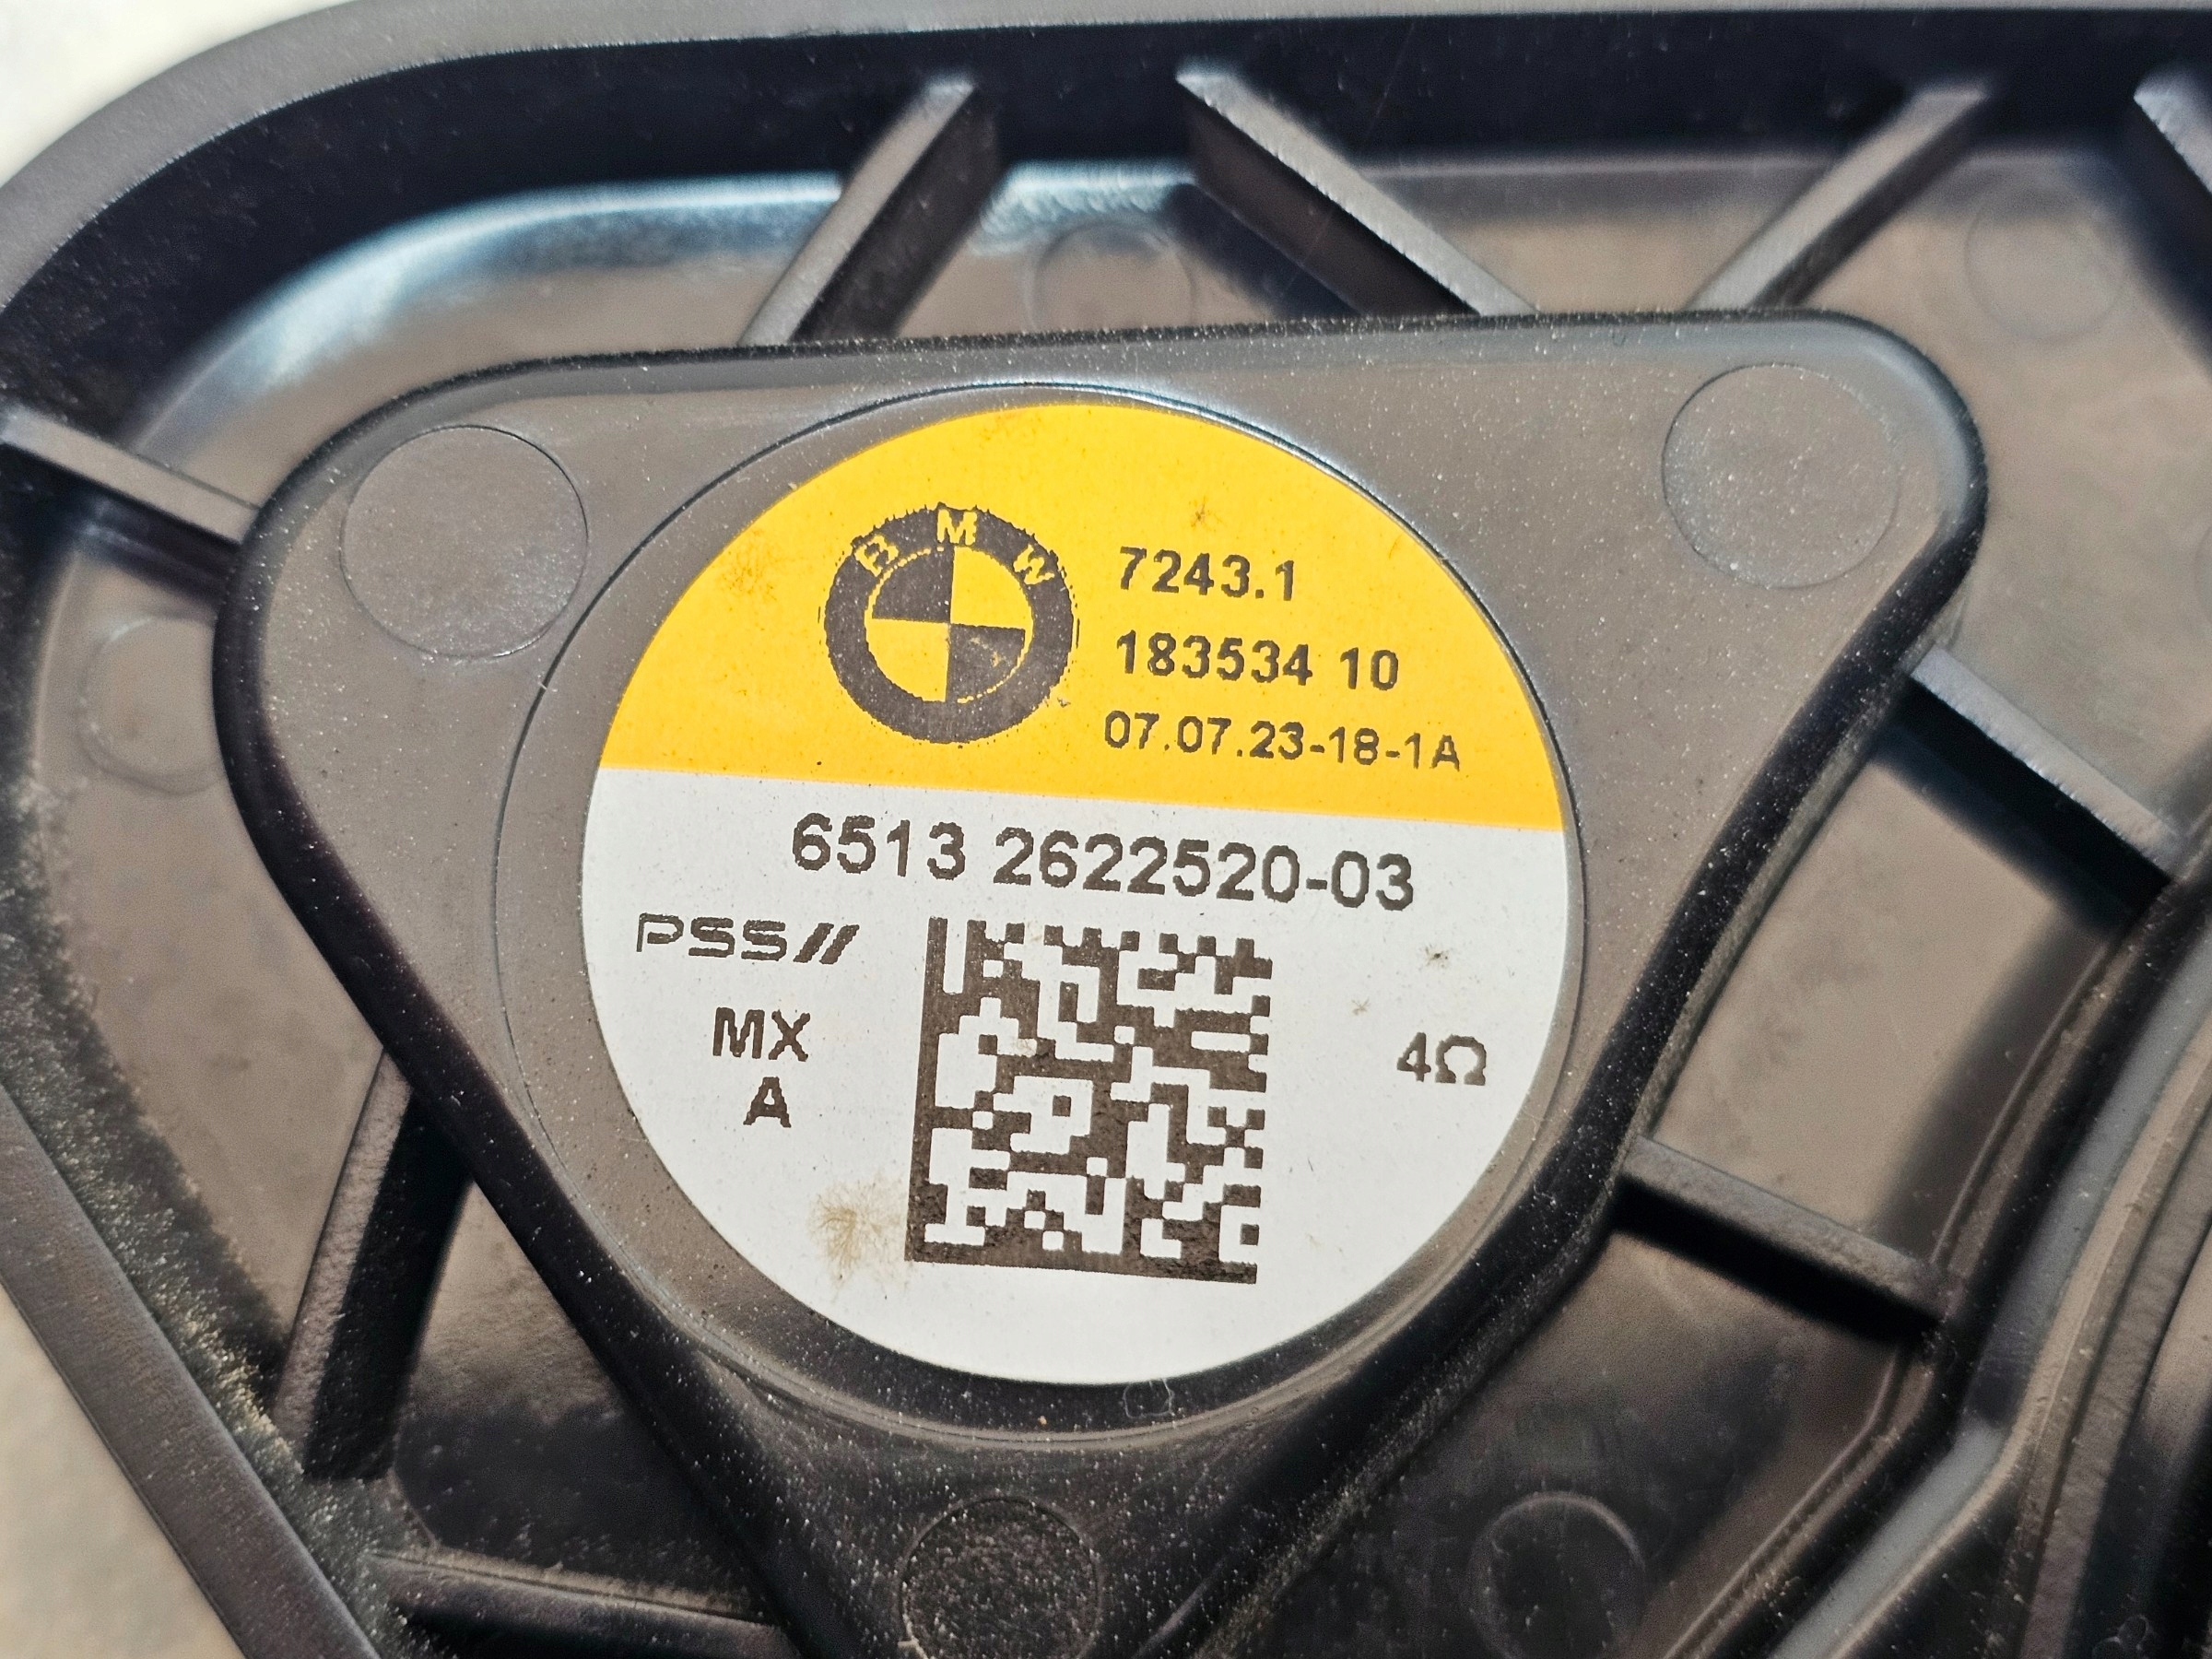 BMW
7243.1
183534 10
07.07.23-18-1A
6513 2622520-03
PSS//
MX
A
4Ω